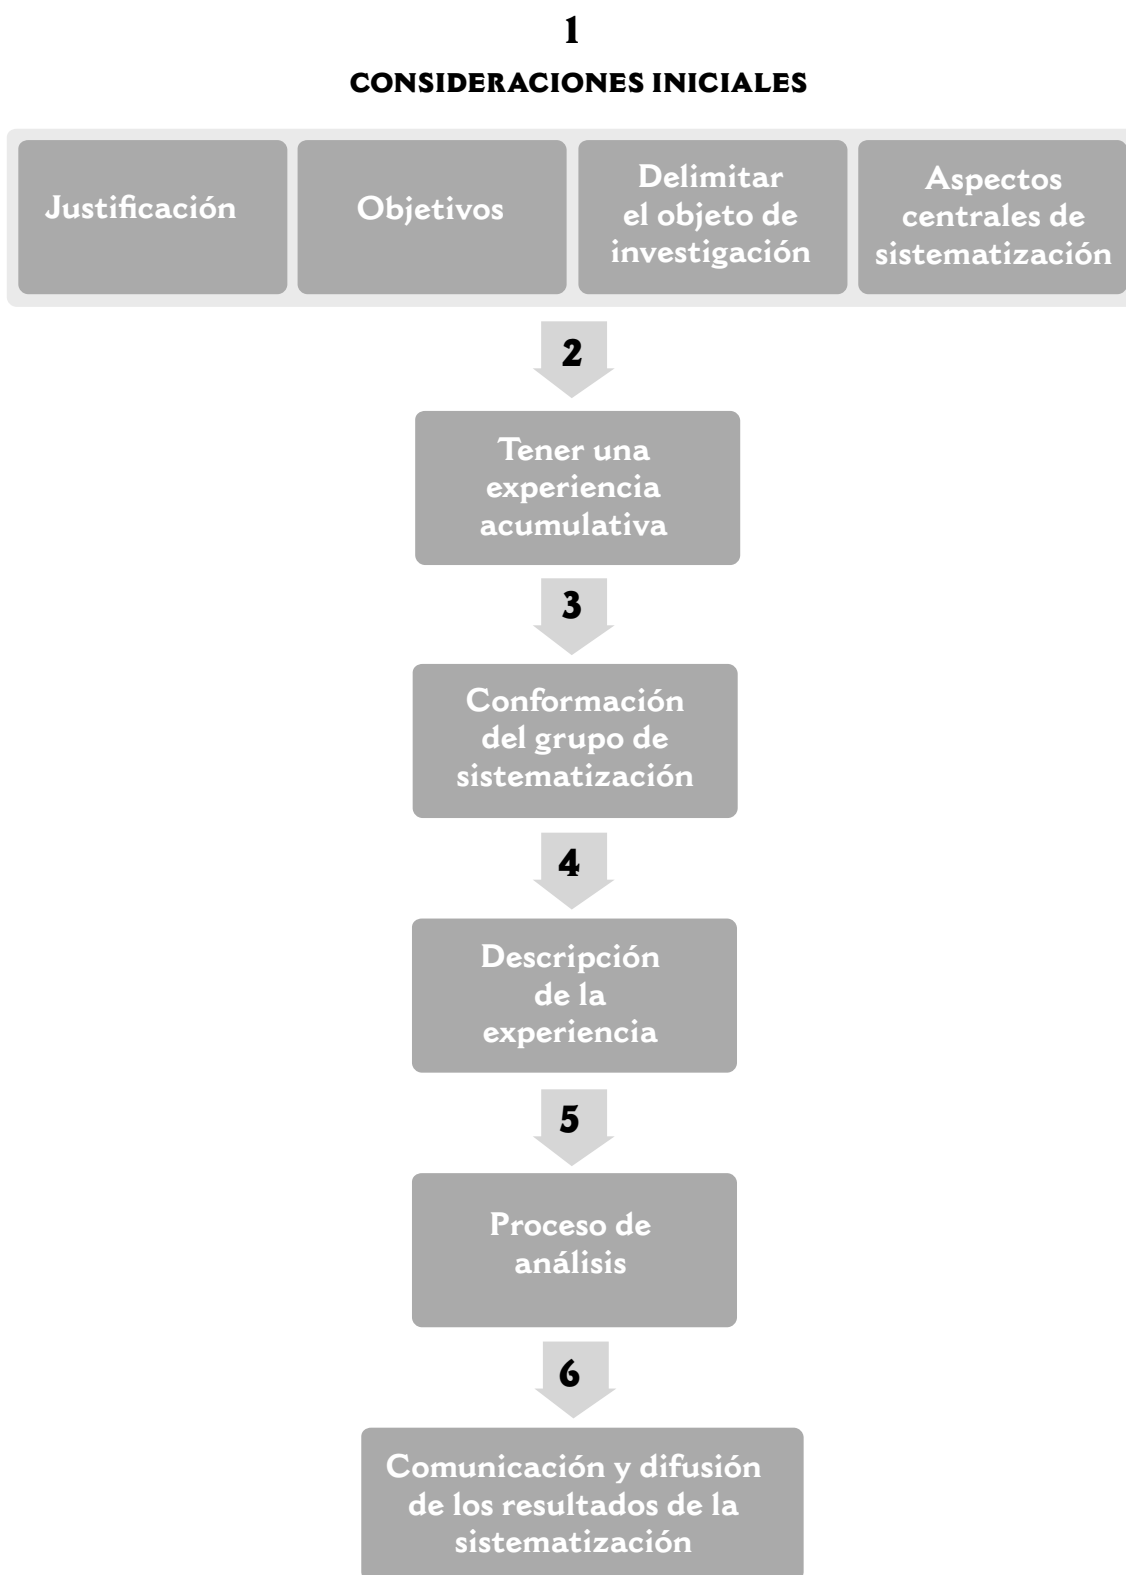 1
CONSIDERACIONES INICIALES
Justificación
Objetivos
Delimitar
el objeto de
investigación
Aspectos
centrales de
sistematización
2
Tener una
experiencia
acumulativa
3
Conformación
del grupo de
sistematización
4
Descripción
de la
experiencia
5
Proceso de
análisis
6
Comunicación y difusión
de los resultados de la
sistematización